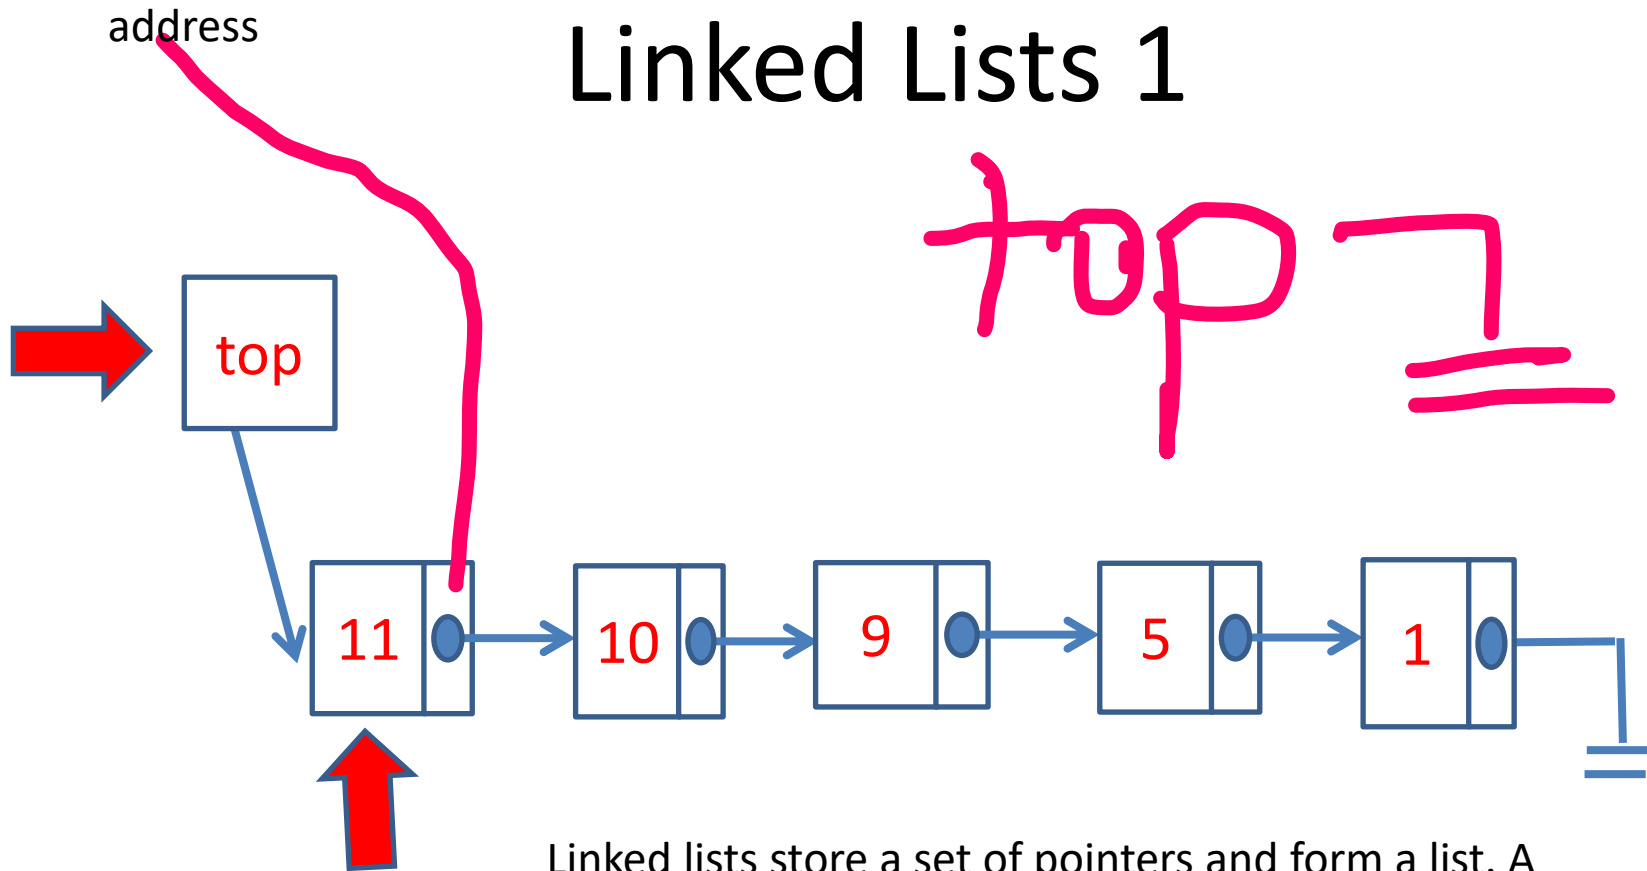 address
Linked Lists 1
top
top
11 10 9 5 1
Linked lists store a set of pointers and form a list. A